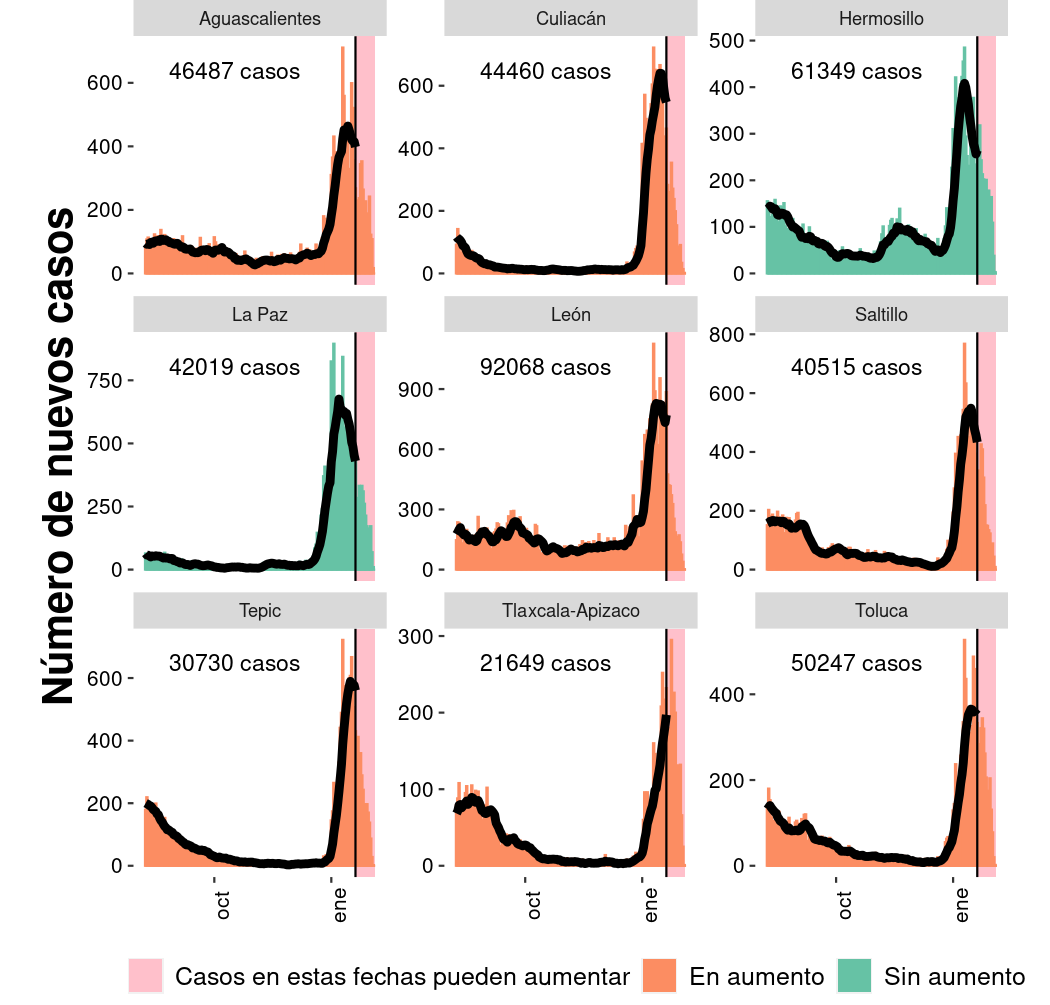 Número de nuevos casos
Aguascalientes
46487 casos
600
400
200
0
Culiacán
44460 casos
600
400
200
0
Hermosillo
61349 casos
500
400
300
200
100
0
La Paz
42019 casos
750
500
250
0
León
92068 casos
900
600
300
0
Saltillo
40515 casos
800
600
400
200
0
Tepic
30730 casos
600
400
200
0
oct
ene
Tlaxcala-Apizaco
21649 casos
300
200
100
0
oct
ene
Toluca
50247 casos
400
200
0
oct
ene
Casos en estas fechas pueden aumentar
En aumento
Sin aumento